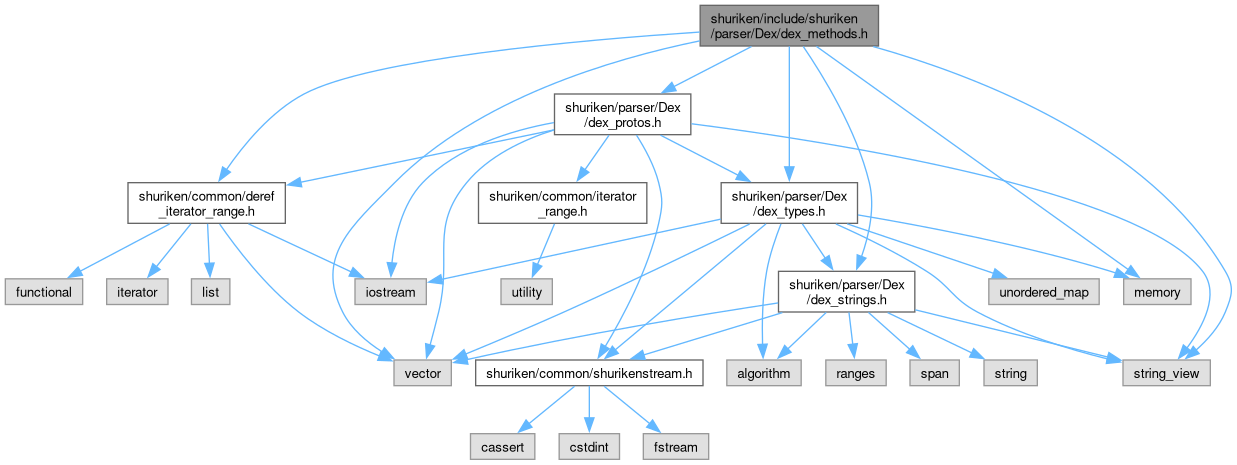 shuriken/include/shuriken
/parser/Dex/dex_methods.h
shuriken/parser/Dex
/dex_protos.h
shuriken/common/deref
_iterator_range.h
shuriken/common/iterator
_range.h
shuriken/parser/Dex
/dex_types.h
functional
iterator
list
iostream
utility
shuriken/parser/Dex
/dex_strings.h
unordered_map
memory
vector
shuriken/common/shurikenstream.h
algorithm
ranges
span
string
string_view
cassert
cstdint
fstream